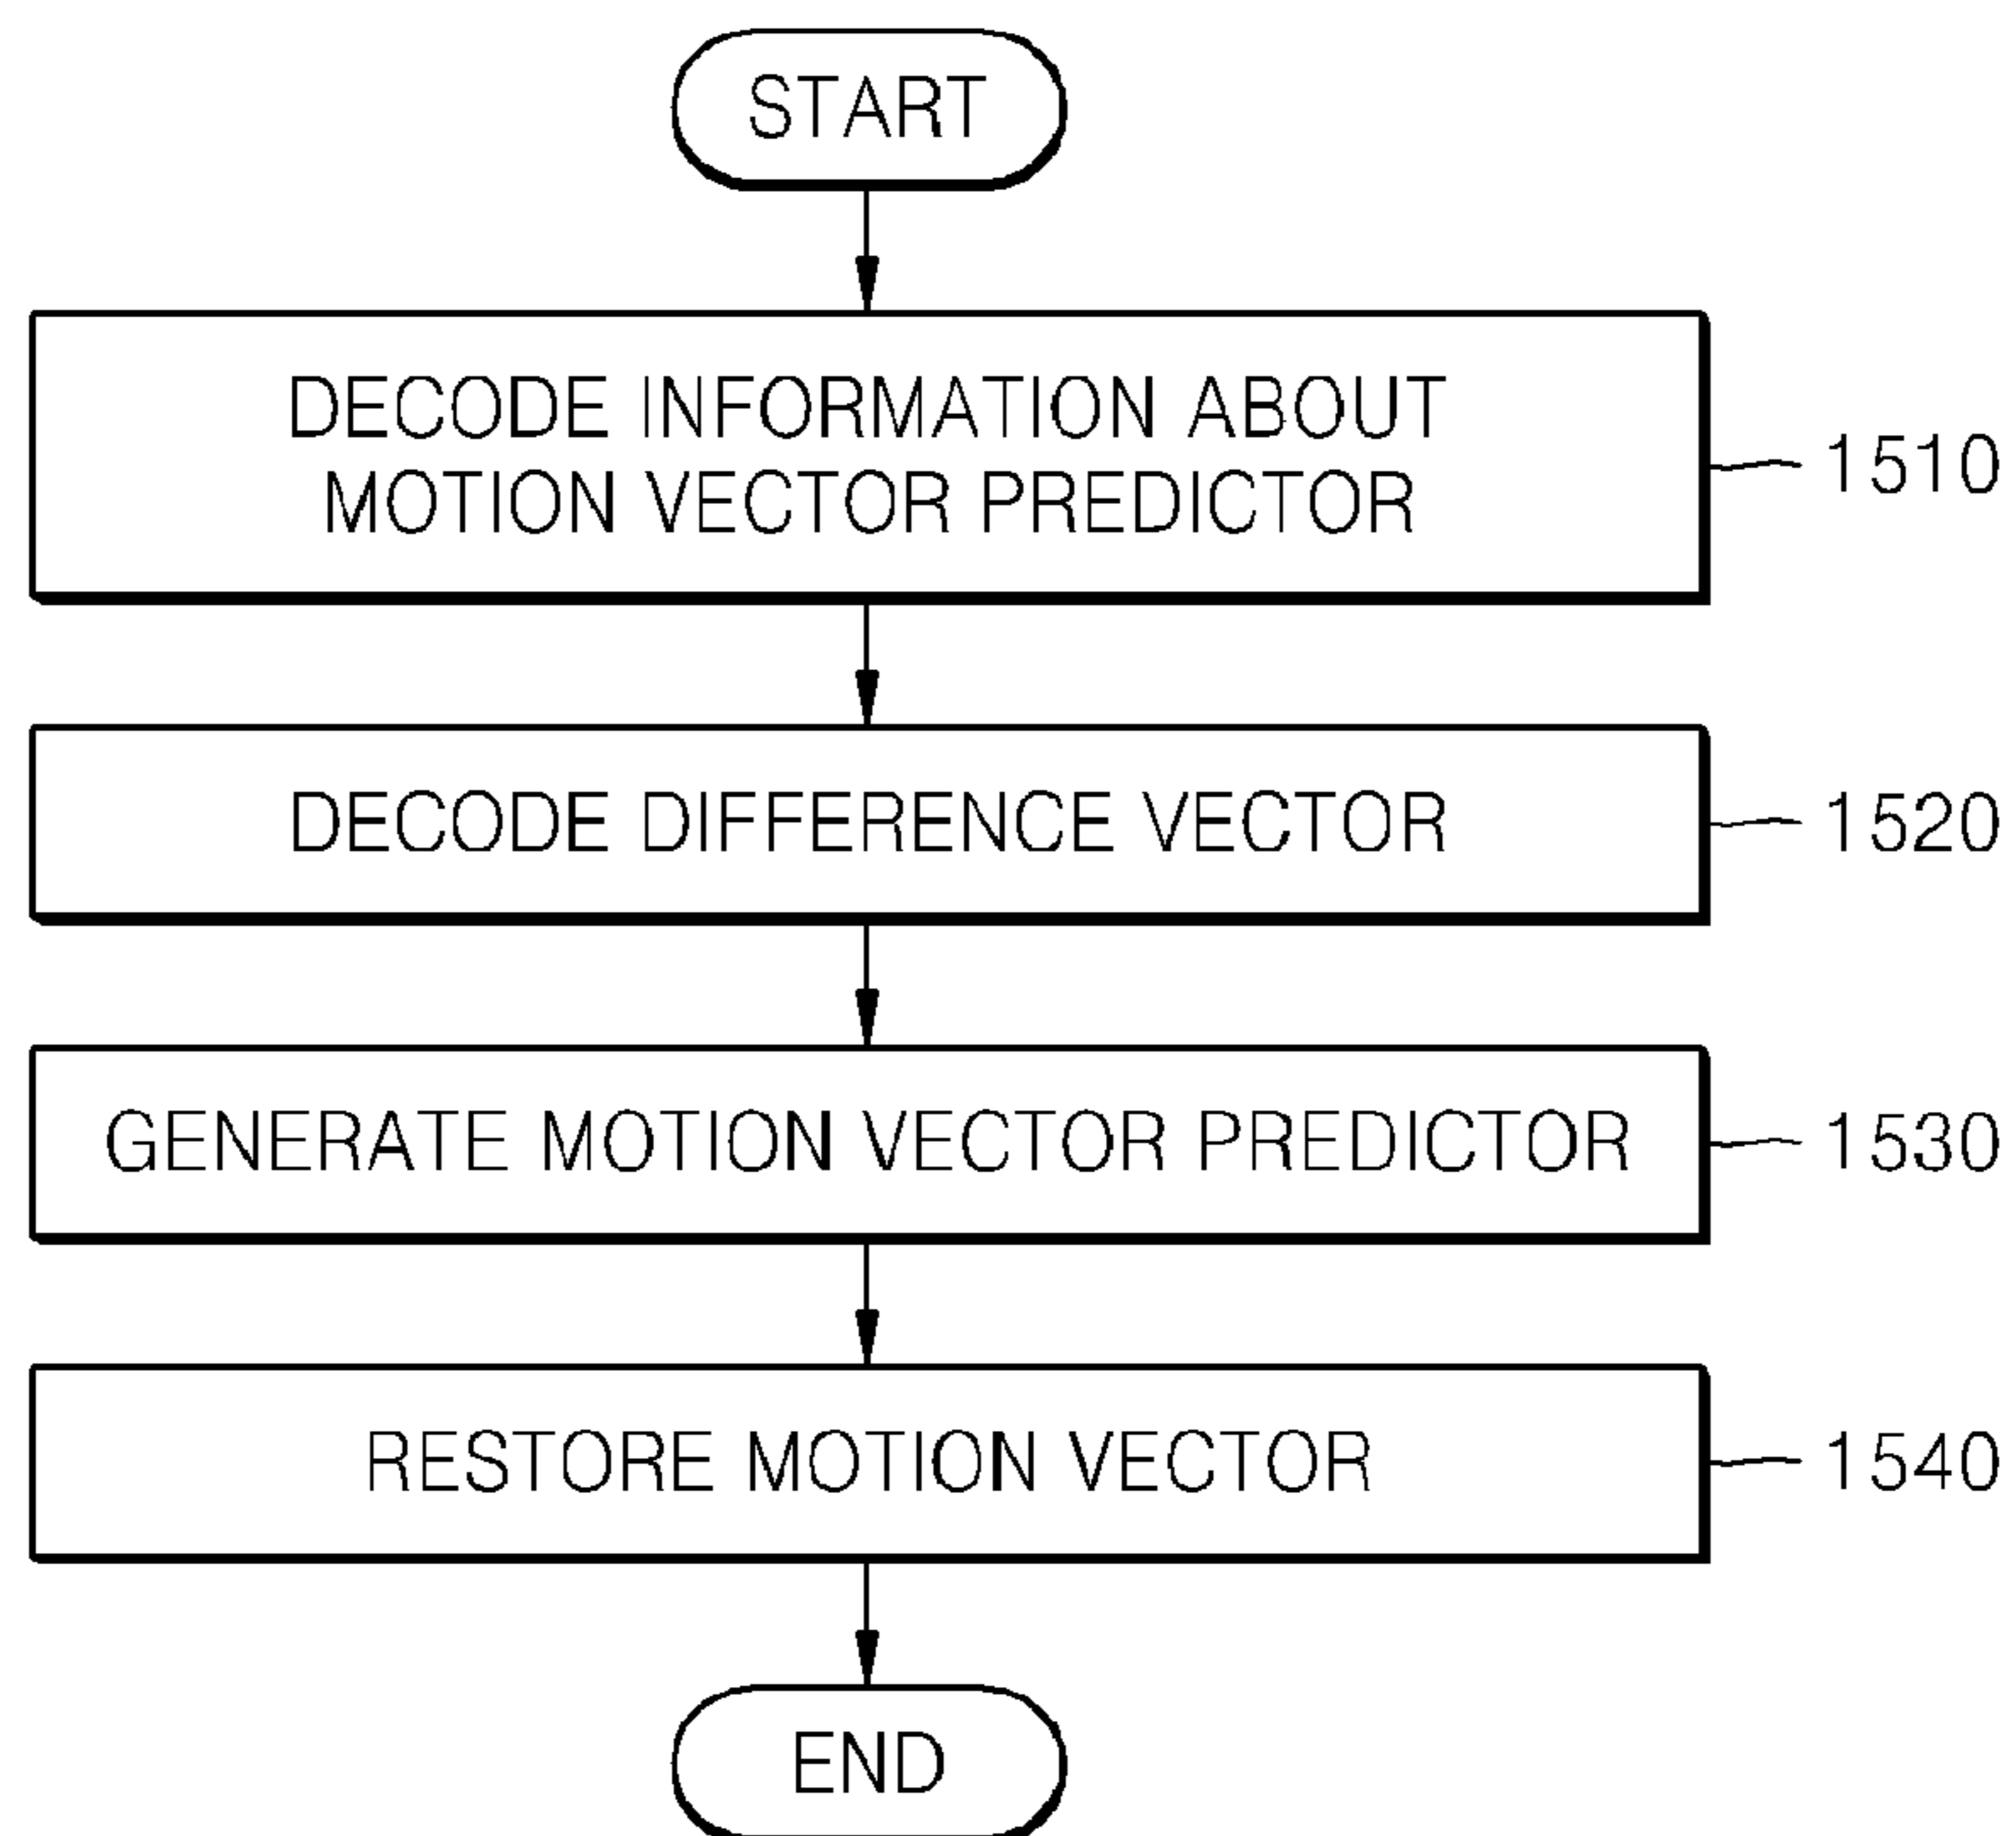 START
DECODE INFORMATION ABOUT
MOTION VECTOR PREDICTOR
1510
DECODE DIFFERENCE VECTOR
1520
GENERATE MOTION VECTOR PREDICTOR
1530
RESTORE MOTION VECTOR
1540
END